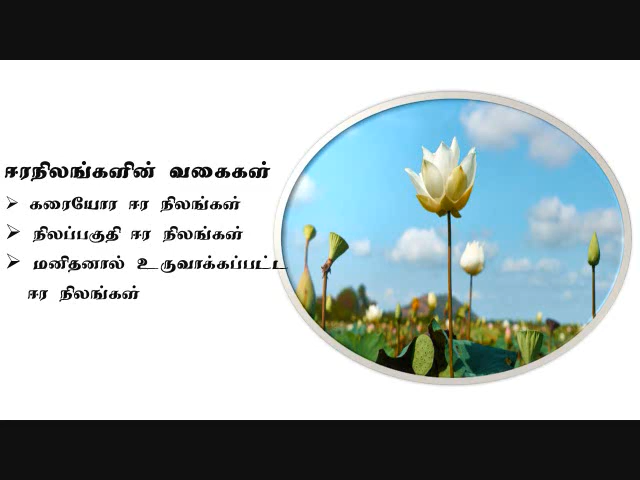 ஈரநிலங்களின் வகைகள்
➢ கரையோர ஈர நிலங்கள்
➢ நிலப்பகுதி ஈர நிலங்கள்
➢ மனிதனால் உருவாக்கப்பட்ட
ஈர நிலங்கள்